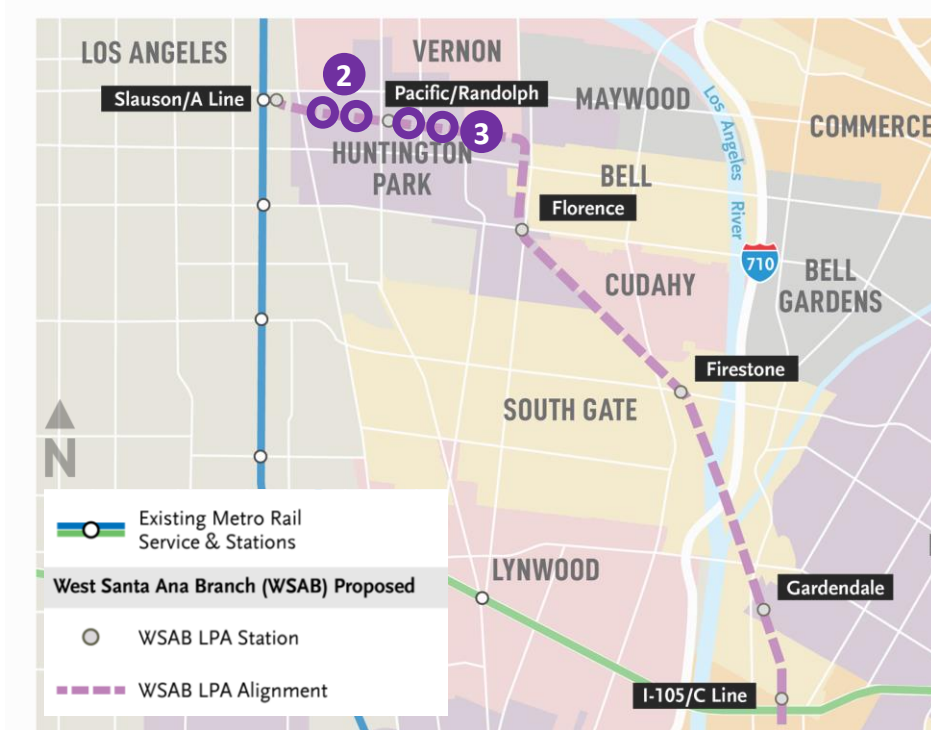 LOS ANGELES
VERNON
2
Slauson/A Line
Pacific/Randolph
MAYWOOD
Los Angeles River
COMMERCE
3
HUNTINGTON
PARK
BELL
Florence
710
CUDAHY
BELL
GARDENS
Firestone
SOUTH GATE
N
Existing Metro Rail
Service & Stations
West Santa Ana Branch (WSAB) Proposed
WSAB LPA Station
WSAB LPA Alignment
LYNWOOD
Gardendale
I-105/C Line